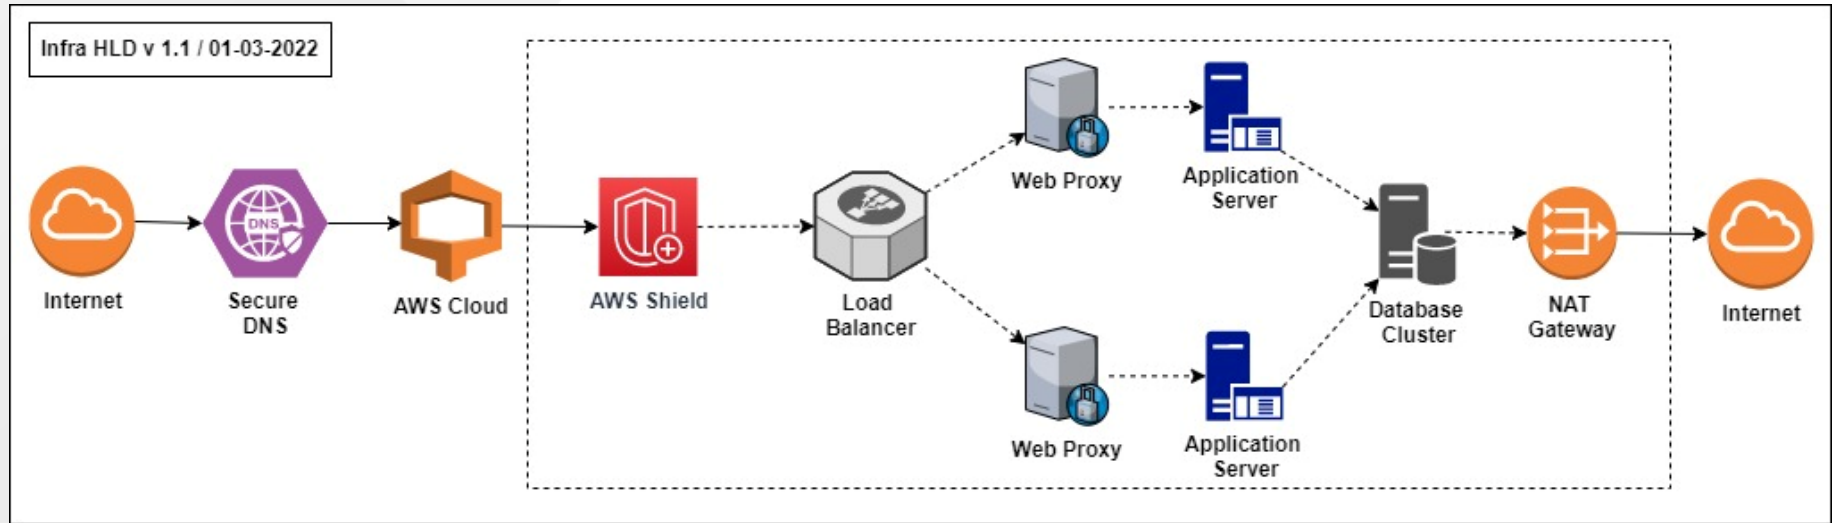 Infra HLD v 1.1 / 01-03-2022
Internet
DNS
Secure
DNS
AWS Cloud
AWS Shield
Load
Balancer
Web Proxy
Application
Server
Web Proxy
Application
Server
Database
Cluster
NAT
Gateway
Internet